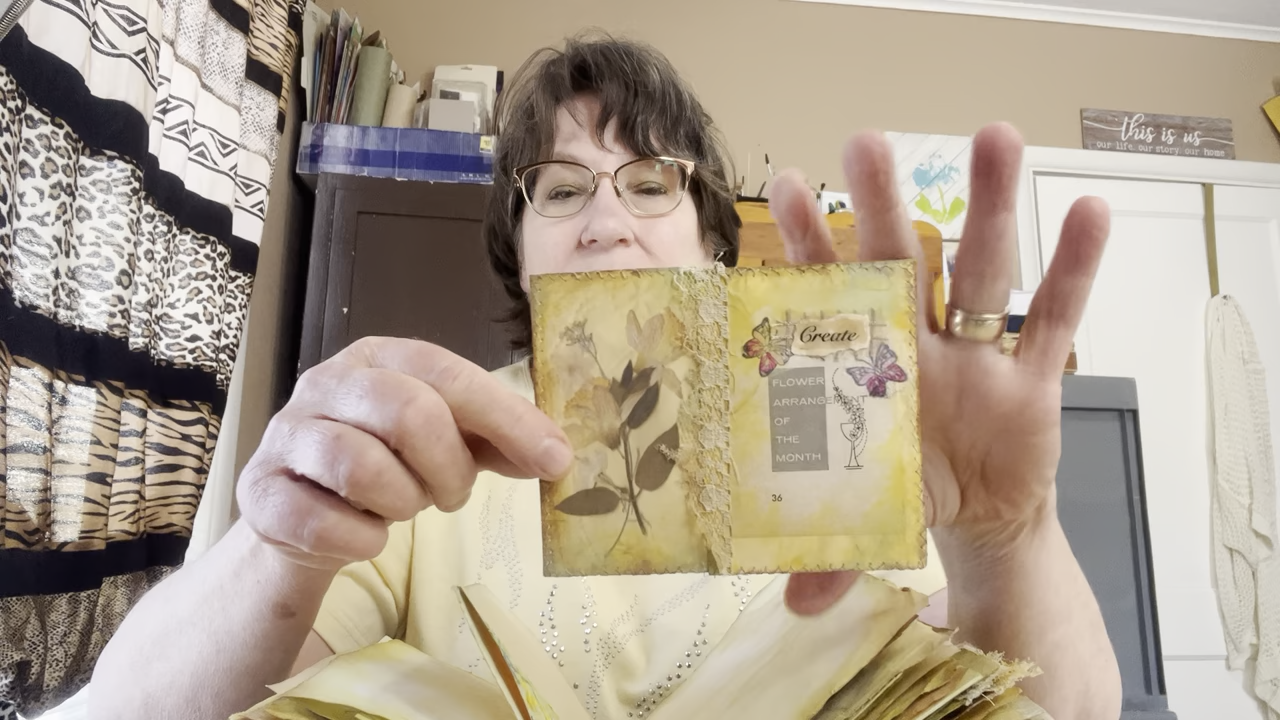 this is us
our life. our story. our home
Create
FLOWER
ARRANGEMENT
OF
THE
MONTH
36